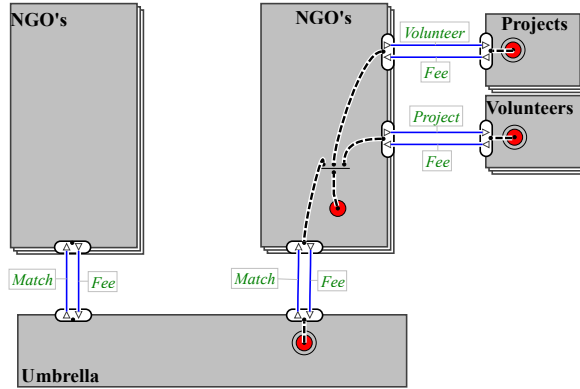 NGO's
NGO's
Volunteer
Fee
Projects
Project
Fee
Volunteers
Match
Fee
Match
Fee
Umbrella